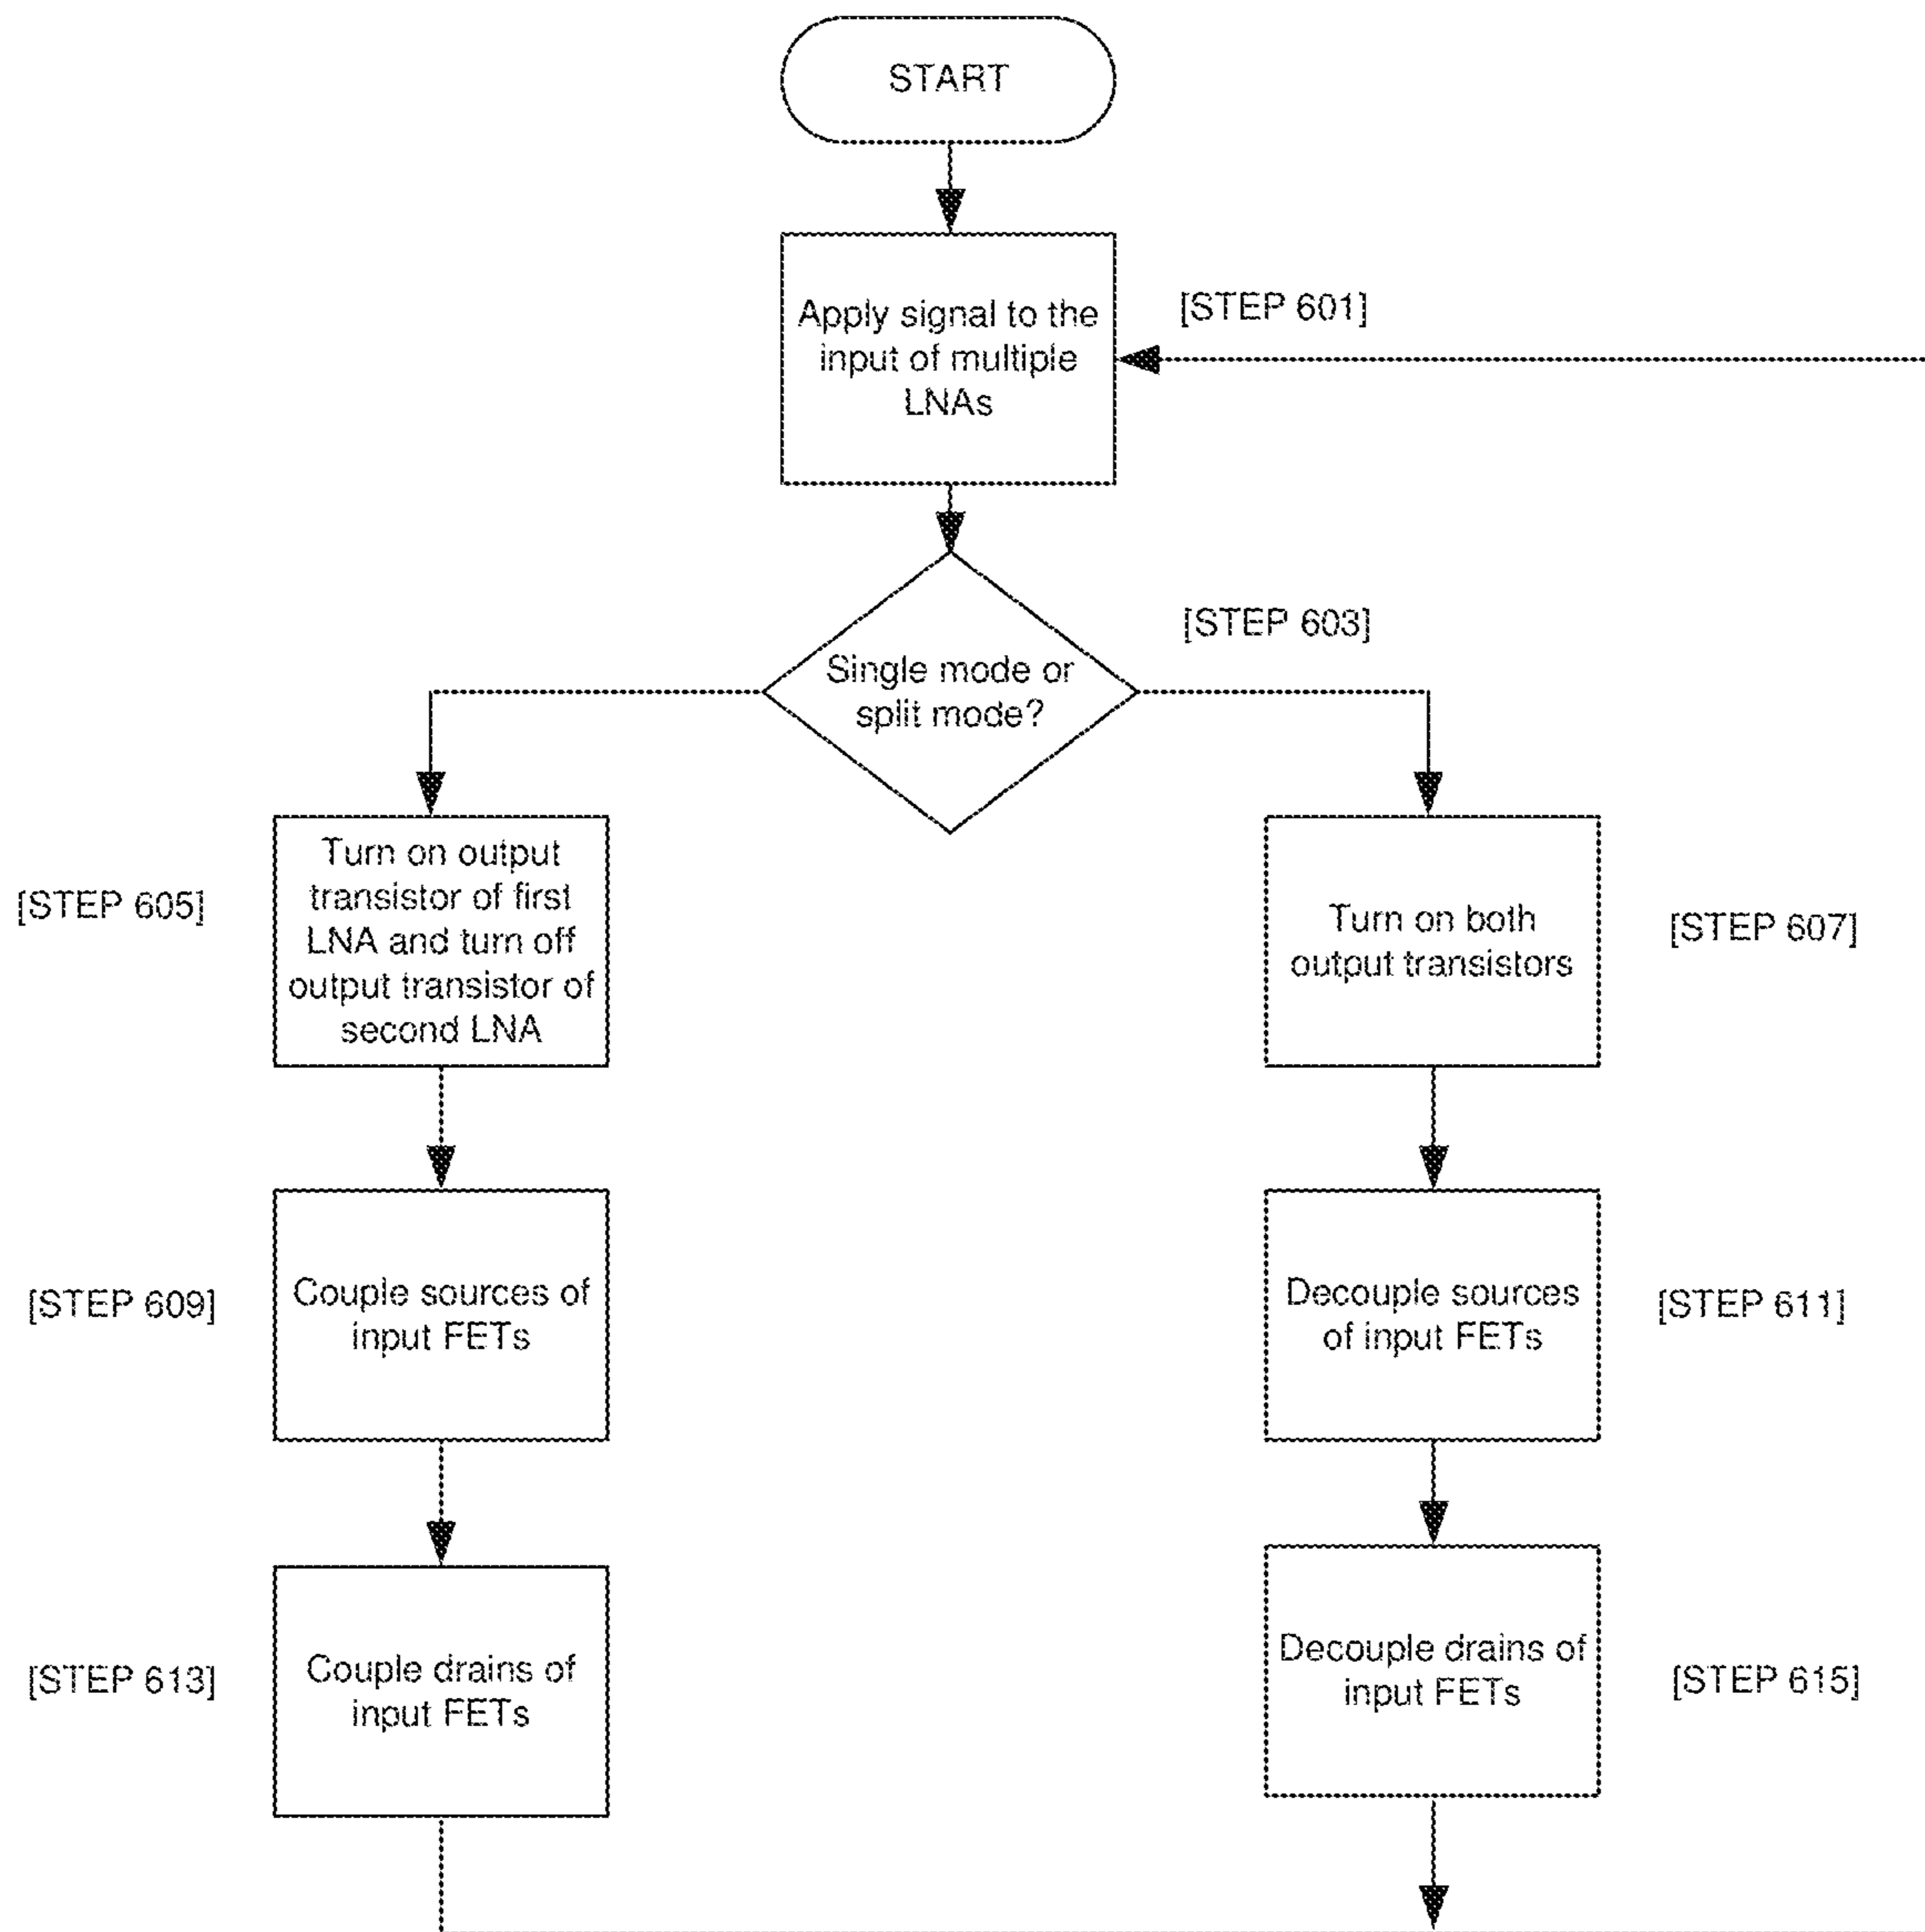 START
Apply signal to the
input of multiple
LNAs
[STEP 601]
Single mode or
split mode?
[STEP 603]
[STEP 605]
Turn on output
transistor of first
LNA and turn off
output transistor of
second LNA
Turn on both
output transistors
[STEP 607]
[STEP 609]
Couple sources of
input FETs
Decouple sources
of input FETs
[STEP 611]
[STEP 613]
Couple drains of
input FETs
Decouple drains of
input FETs
[STEP 615]